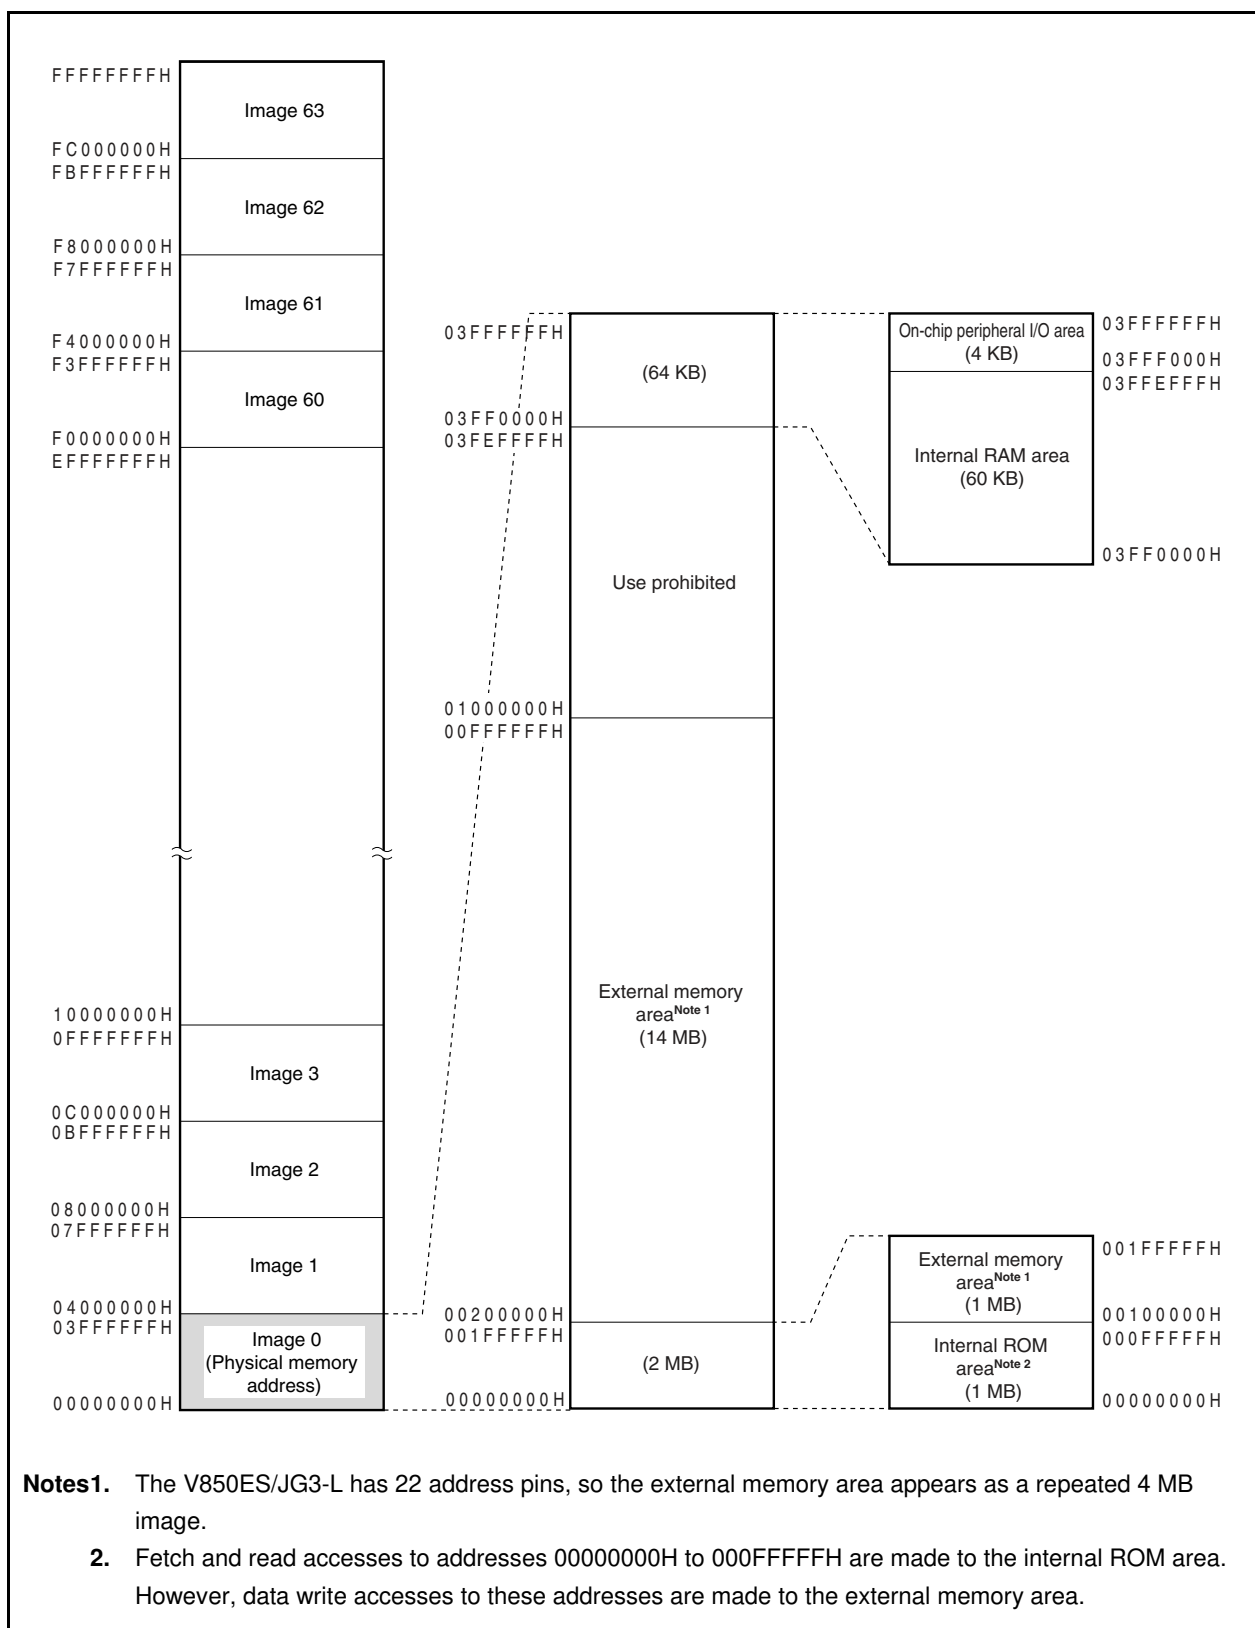 FFFFFFFFH
Image 63
FC000000H
FBFFFFFFH
Image 62
F8000000H
F7FFFFFFH
Image 61
F4000000H
F3FFFFFFH
Image 60
F0000000H
EFFFFFFFH
10000000H
0FFFFFFFH
Image 3
0C000000H
0BFFFFFFH
Image 2
08000000H
07FFFFFFH
Image 1
04000000H
03FFFFFFH
Image 0
(Physical memory
address)
00000000H
03FFFFFFH
(64 KB)
03FF0000H
03FEFFFFH
Use prohibited
01000000H
00FFFFFFH
External memory
areaNote 1
(14 MB)
00200000H
001FFFFFH
(2 MB)
00000000H
On-chip peripheral I/O area
(4 KB)
03FFFFFFH
03FFF000H
03FFEFFFH
Internal RAM area
(60 KB)
03FF0000H
External memory
areaNote 1
(1 MB)
001FFFFFH
00100000H
000FFFFFH
Internal ROM
areaNote 2
(1 MB)
00000000H
Notes1. The V850ES/JG3-L has 22 address pins, so the external memory area appears as a repeated 4 MB
image.
2. Fetch and read accesses to addresses 00000000H to 000FFFFFH are made to the internal ROM area.
However, data write accesses to these addresses are made to the external memory area.